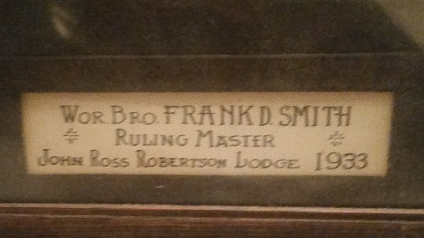 WOR BRO. FRANK D. SMITH
RULING MASTER
JOHN ROSS ROBERTSON LODGE 1933